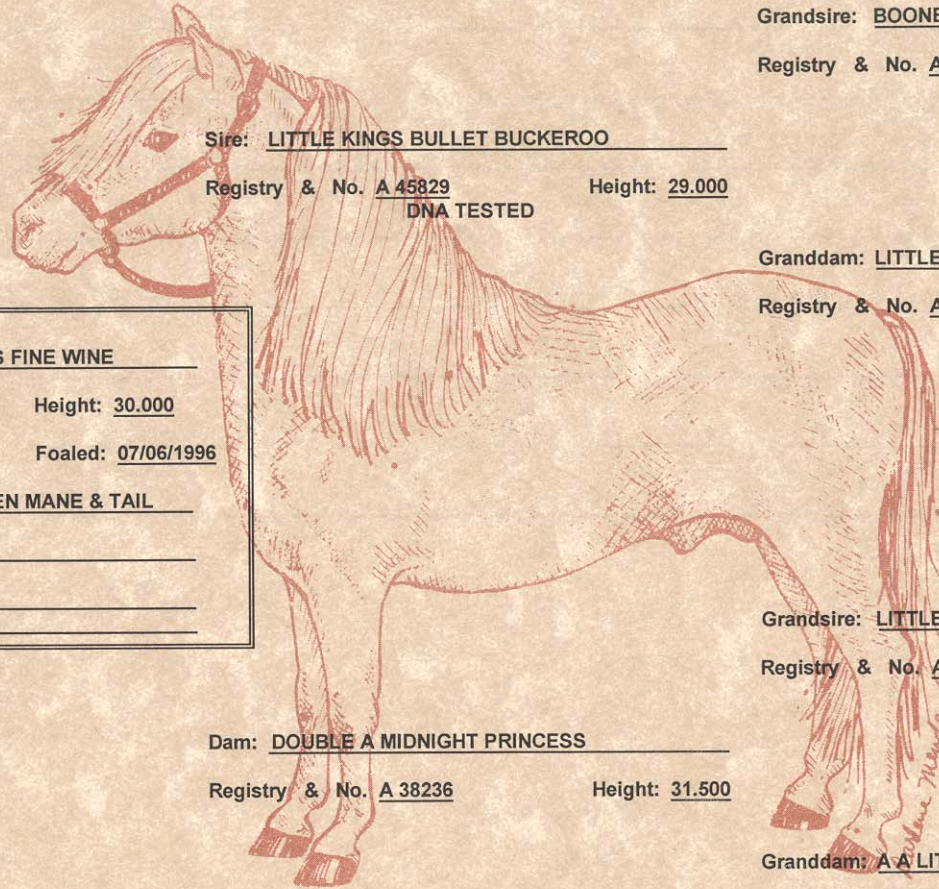 Grandsire: BOONE
Registry & No. A
Sire: LITTLE KINGS BULLET BUCKEROO
Registry & No. A 45829 Height: 29.000
DNA TESTED
Granddam: LITTLE
Registry & No. A
S FINE WINE
Height: 30.000
Foaled: 07/06/1996
EN MANE & TAIL
Grandsire: LITTLE
Registry & No. A
Dam: DOUBLE A MIDNIGHT PRINCESS
Registry & No. A 38236 Height: 31.500
Granddam: A A LIT